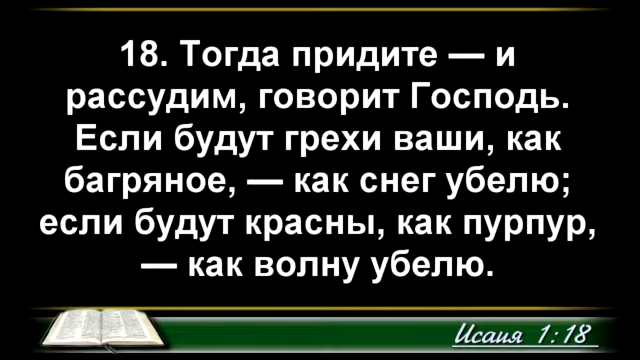 18. Тогда придите — и
рассудим, говорит Господь.
Если будут грехи ваши, как
багряное, — как снег убелю;
если будут красны, как пурпур,
— как волну убелю.
Исаия 1:18